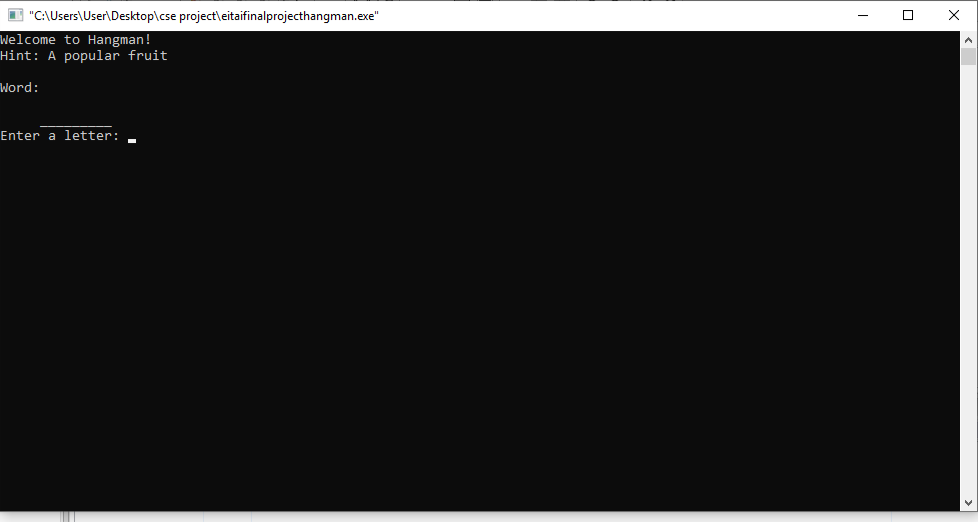 "C:\Users\User\Desktop\cse project\eitaifinalprojecthangman.exe"
Welcome to Hangman!
Hint: A popular fruit
Word:
_________
Enter a letter: